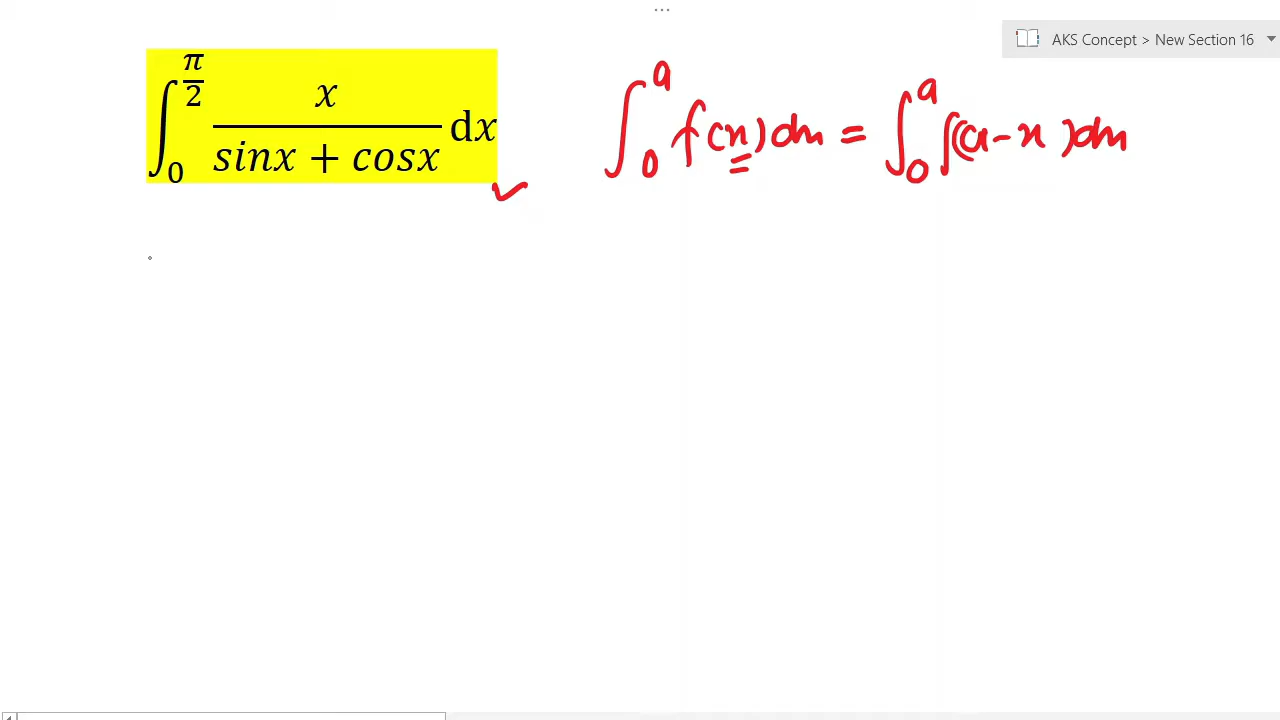 AKS Concept > New Section 16
∫₀^{π/2} x/(sinx + cosx) dx
∫₀^a f(x)dx = ∫₀^a f(a-x)dx